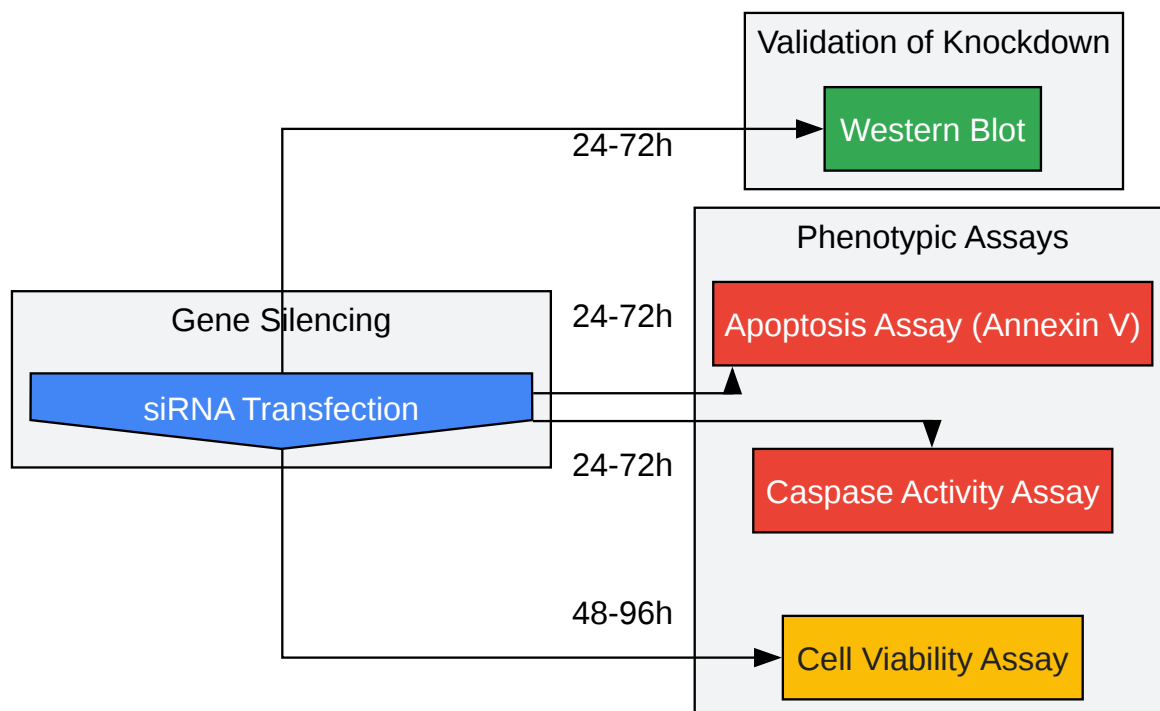 Validation of Knockdown
Western Blot
24-72h
Phenotypic Assays
Gene Silencing
24-72h
Apoptosis Assay (Annexin V)
siRNA Transfection
24-72h
Caspase Activity Assay
48-96h
Cell Viability Assay